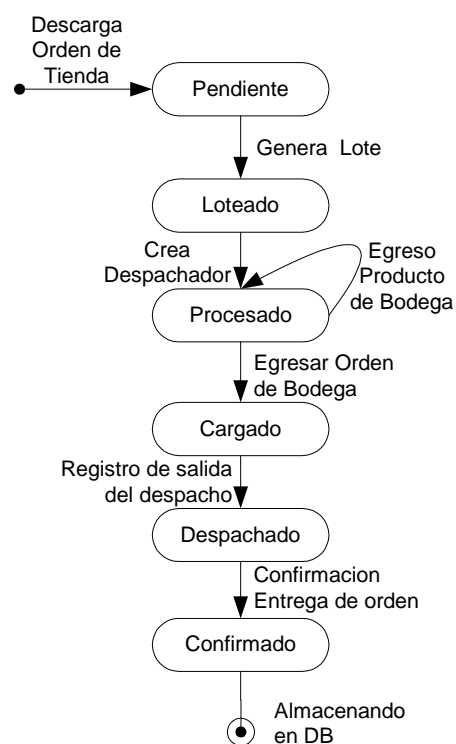 Descarga
Orden de
Tienda
Pendiente
Genera Lote
Loteado
Crea
Despachador
Egreso
Producto
de Bodega
Procesado
Egresar Orden
de Bodega
Cargado
Registro de salida
del despacho
Despachado
Confirmacion
Entrega de orden
Confirmado
Almacenando
en DB